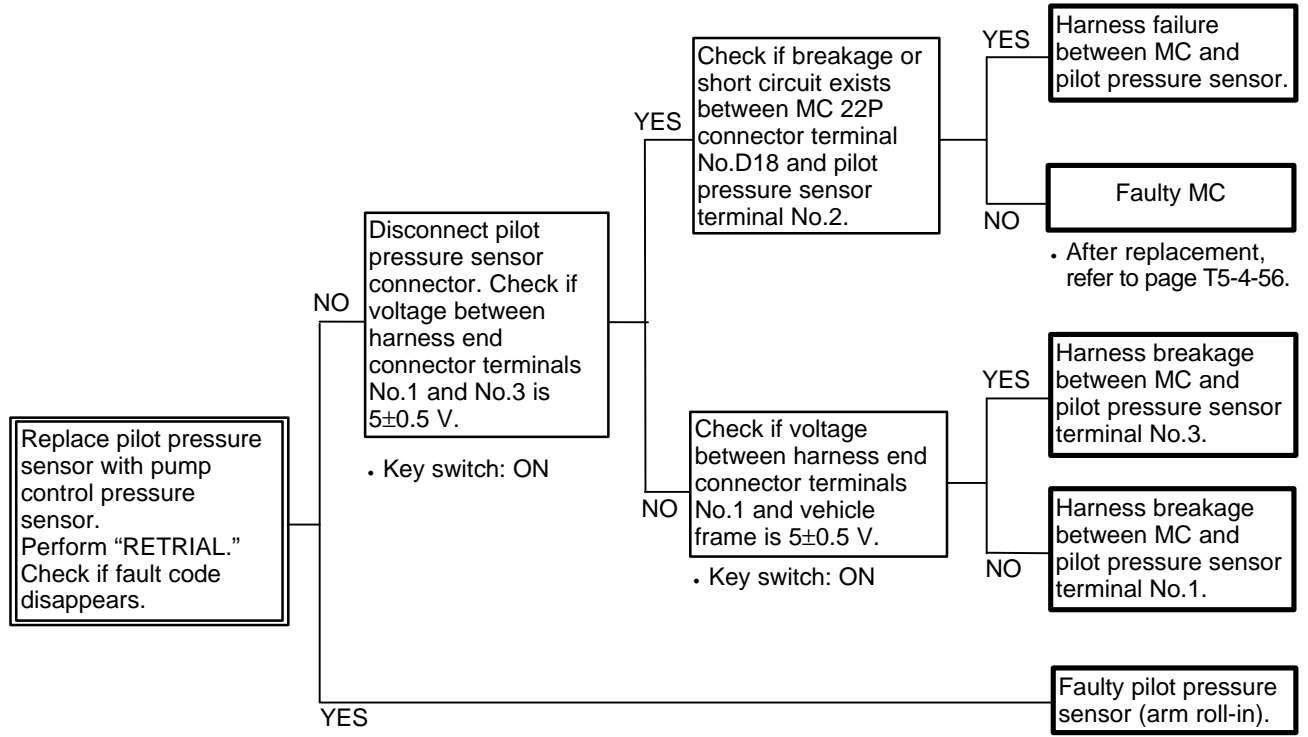 Replace pilot pressure
sensor with pump
control pressure
sensor.
Perform “RETRIAL.”
Check if fault code
disappears.
NO
YES
Disconnect pilot
pressure sensor
connector. Check if
voltage between
harness end
connector terminals
No.1 and No.3 is
5±0.5 V.
• Key switch: ON
YES
NO
Check if breakage or
short circuit exists
between MC 22P
connector terminal
No.D18 and pilot
pressure sensor
terminal No.2.
YES
NO
Harness failure
between MC and
pilot pressure sensor.
Faulty MC
• After replacement,
refer to page T5-4-56.
Check if voltage
between harness end
connector terminals
No.1 and vehicle
frame is 5±0.5 V.
• Key switch: ON
YES
NO
Harness breakage
between MC and
pilot pressure sensor
terminal No.3.
Harness breakage
between MC and
pilot pressure sensor
terminal No.1.
Faulty pilot pressure
sensor (arm roll-in).